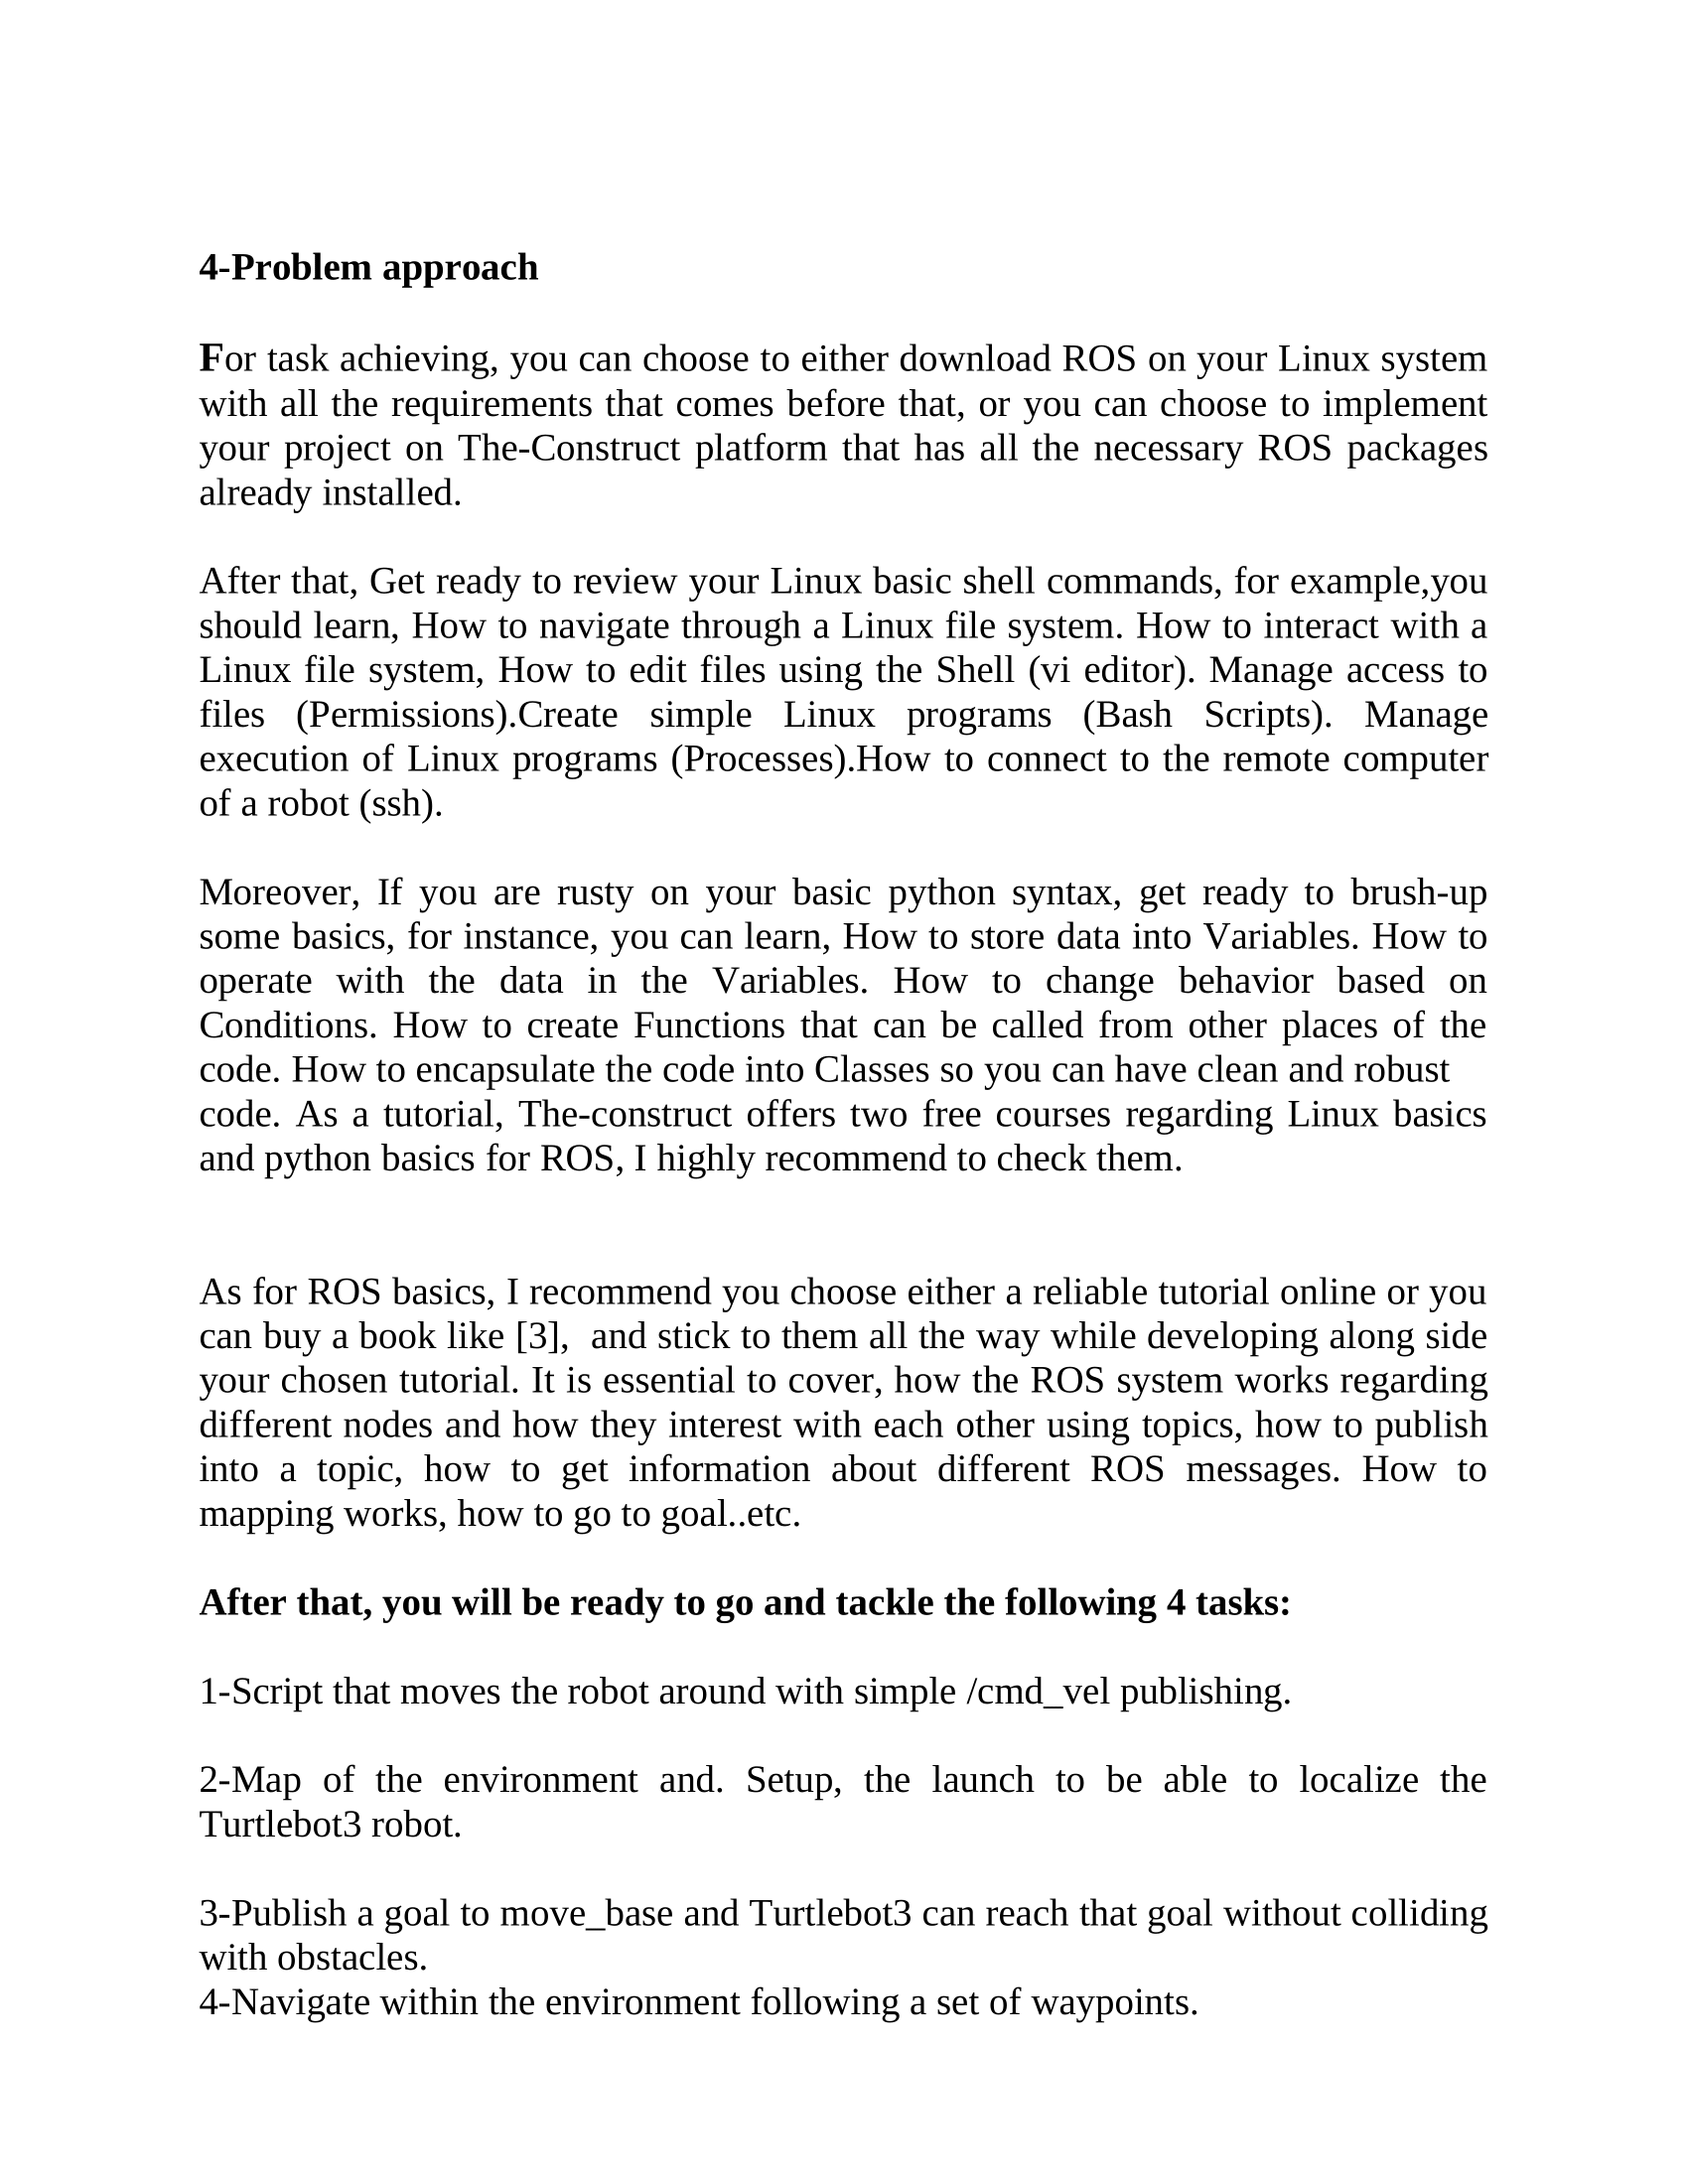 4-Problem approach
For task achieving, you can choose to either download ROS on your Linux system
with all the requirements that comes before that, or you can choose to implement
your project on The-Construct platform that has all the necessary ROS packages
already installed.
After that, Get ready to review your Linux basic shell commands, for example,you
should learn, How to navigate through a Linux file system. How to interact with a
Linux file system, How to edit files using the Shell (vi editor). Manage access to
files (Permissions).Create simple Linux programs (Bash Scripts). Manage
execution of Linux programs (Processes).How to connect to the remote computer
of a robot (ssh).
Moreover, If you are rusty on your basic python syntax, get ready to brush-up
some basics, for instance, you can learn, How to store data into Variables. How to
operate with the data in the Variables. How to change behavior based on
Conditions. How to create Functions that can be called from other places of the
code. How to encapsulate the code into Classes so you can have clean and robust
code. As a tutorial, The-construct offers two free courses regarding Linux basics
and python basics for ROS, I highly recommend to check them.
As for ROS basics, I recommend you choose either a reliable tutorial online or you
can buy a book like [3],  and stick to them all the way while developing along side
your chosen tutorial. It is essential to cover, how the ROS system works regarding
different nodes and how they interest with each other using topics, how to publish
into a topic, how to get information about different ROS messages. How to
mapping works, how to go to goal..etc.
After that, you will be ready to go and tackle the following 4 tasks:
1-Script that moves the robot around with simple /cmd_vel publishing.
2-Map of the environment and. Setup, the launch to be able to localize the
Turtlebot3 robot.
3-Publish a goal to move_base and Turtlebot3 can reach that goal without colliding
with obstacles.
4-Navigate within the environment following a set of waypoints.